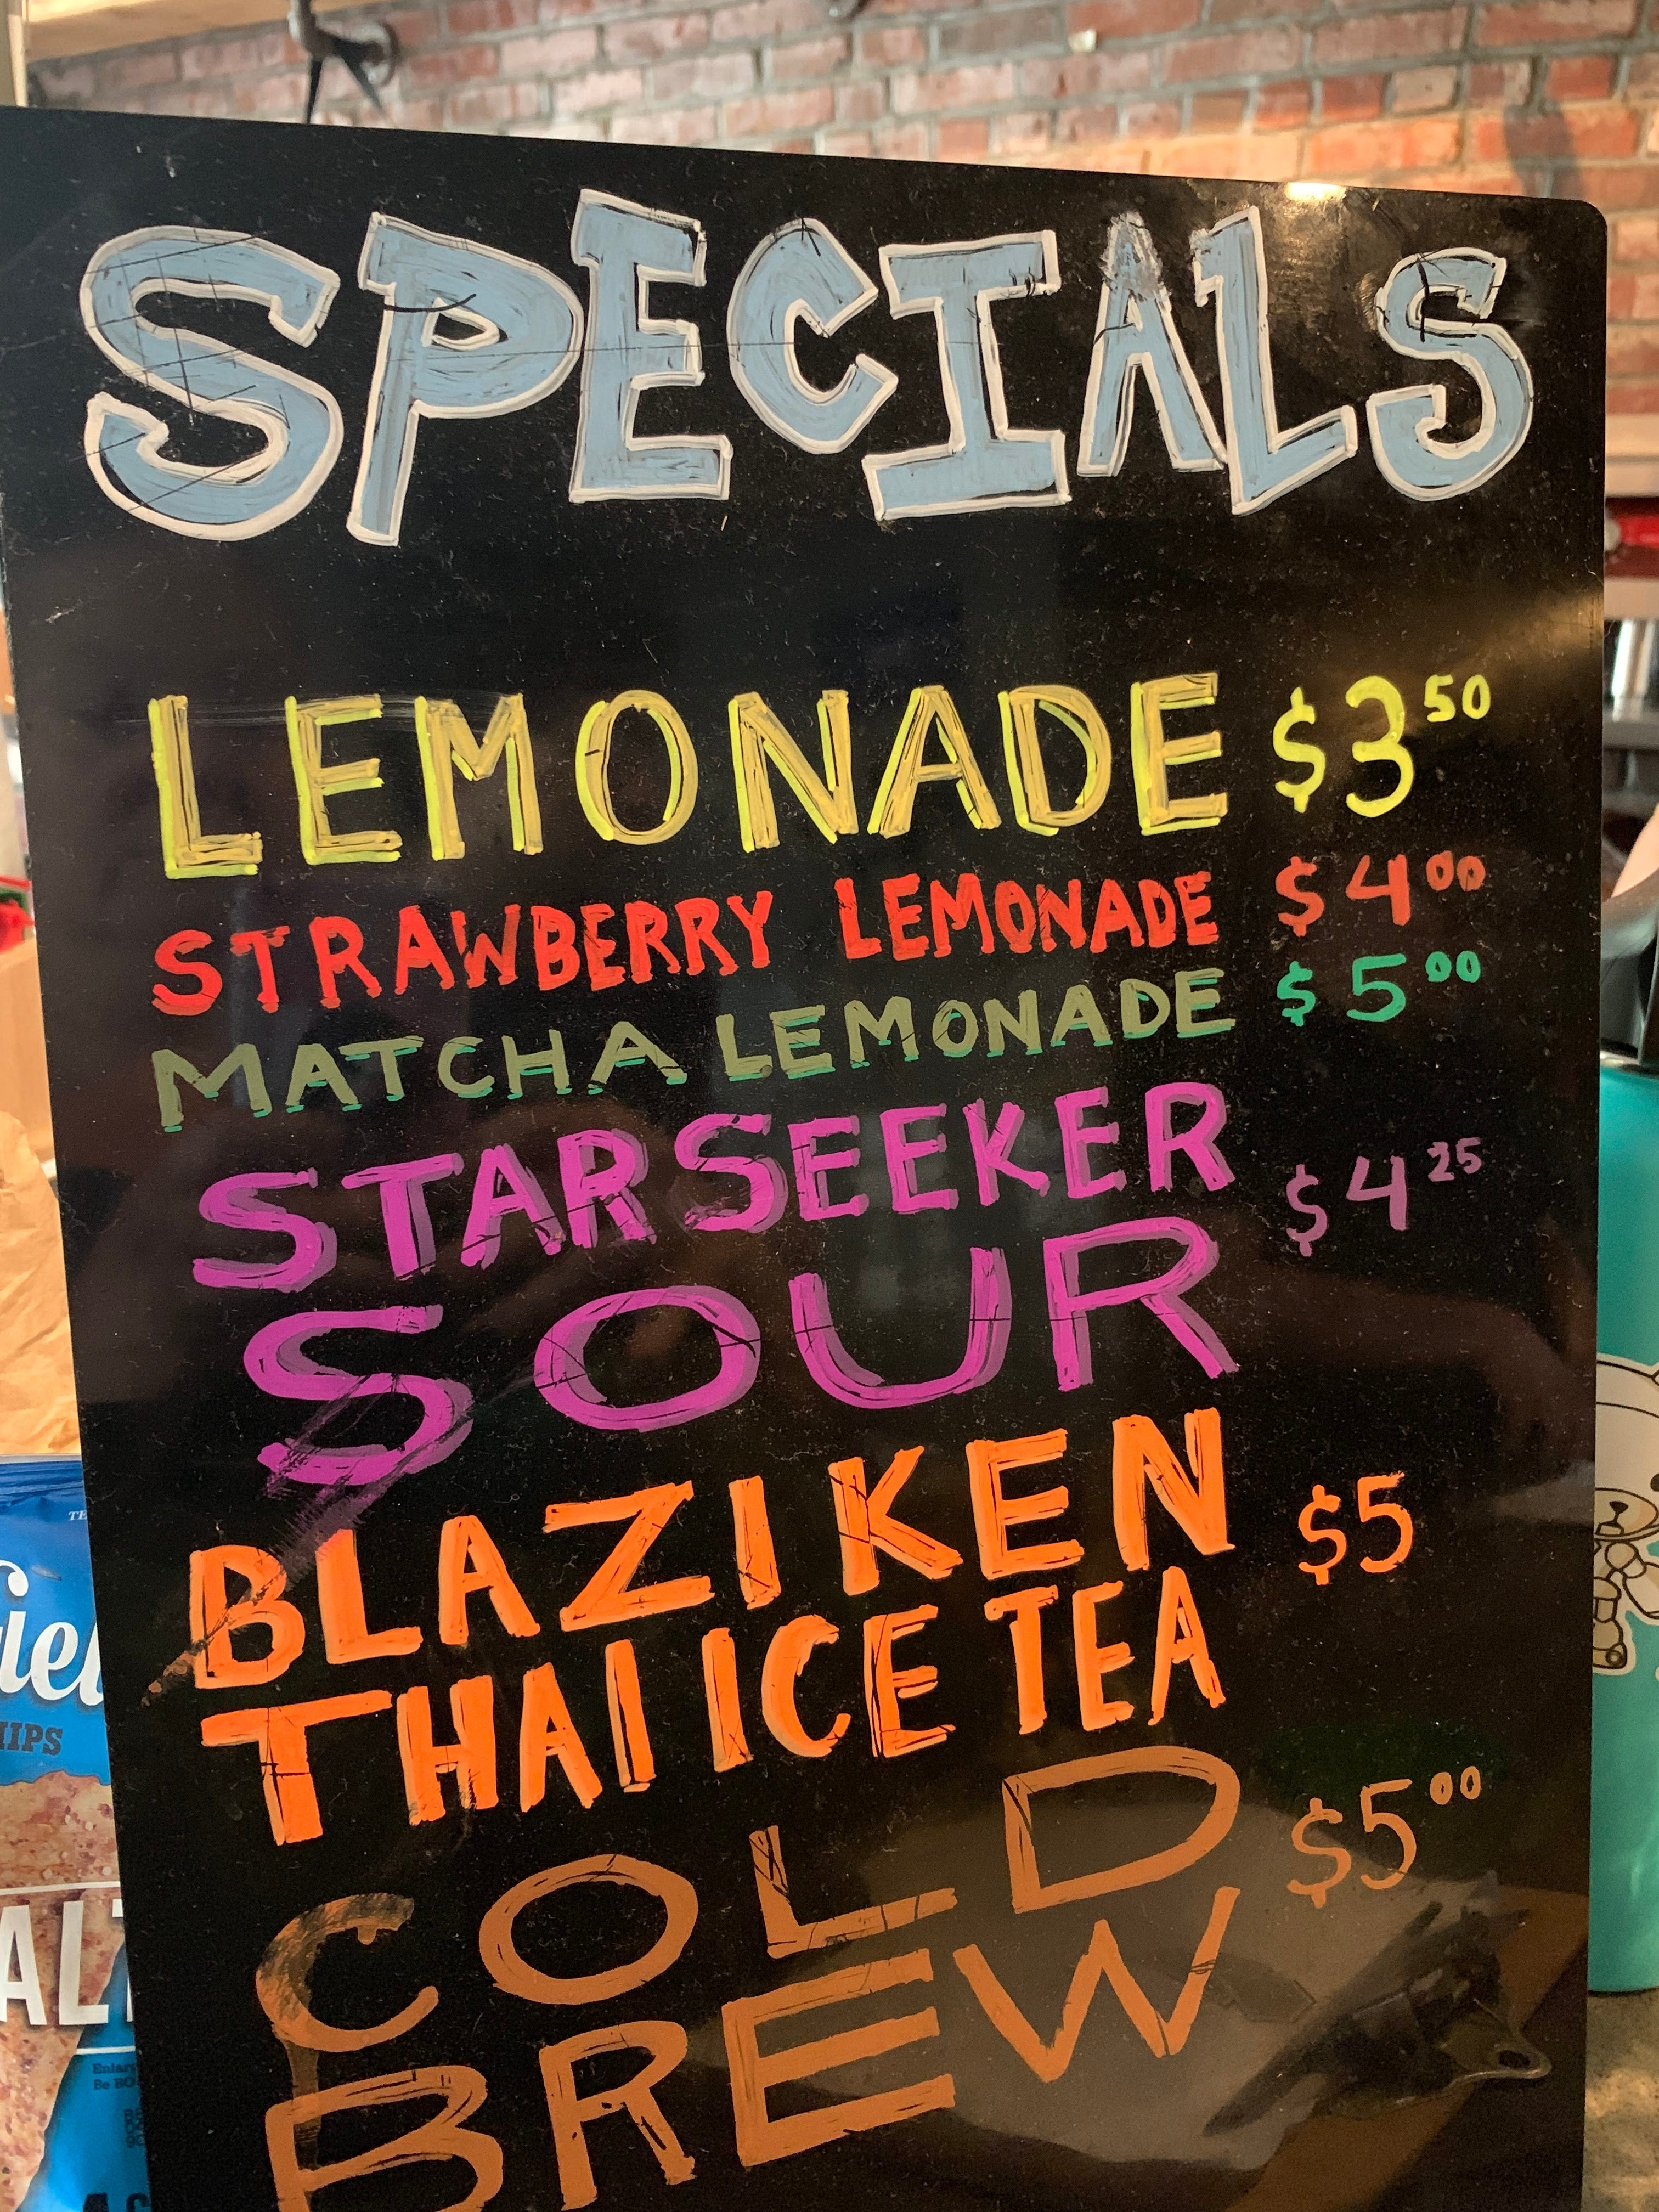 SPECIALS
LEMONADE $3.50
STRAWBERRY LEMONADE $4.00
MATCHA LEMONADE $5.00
STARSEEKER $4.25
SOUR
BLAZIKEN $5
THAI ICE TEA
COLD $5.00
BREW